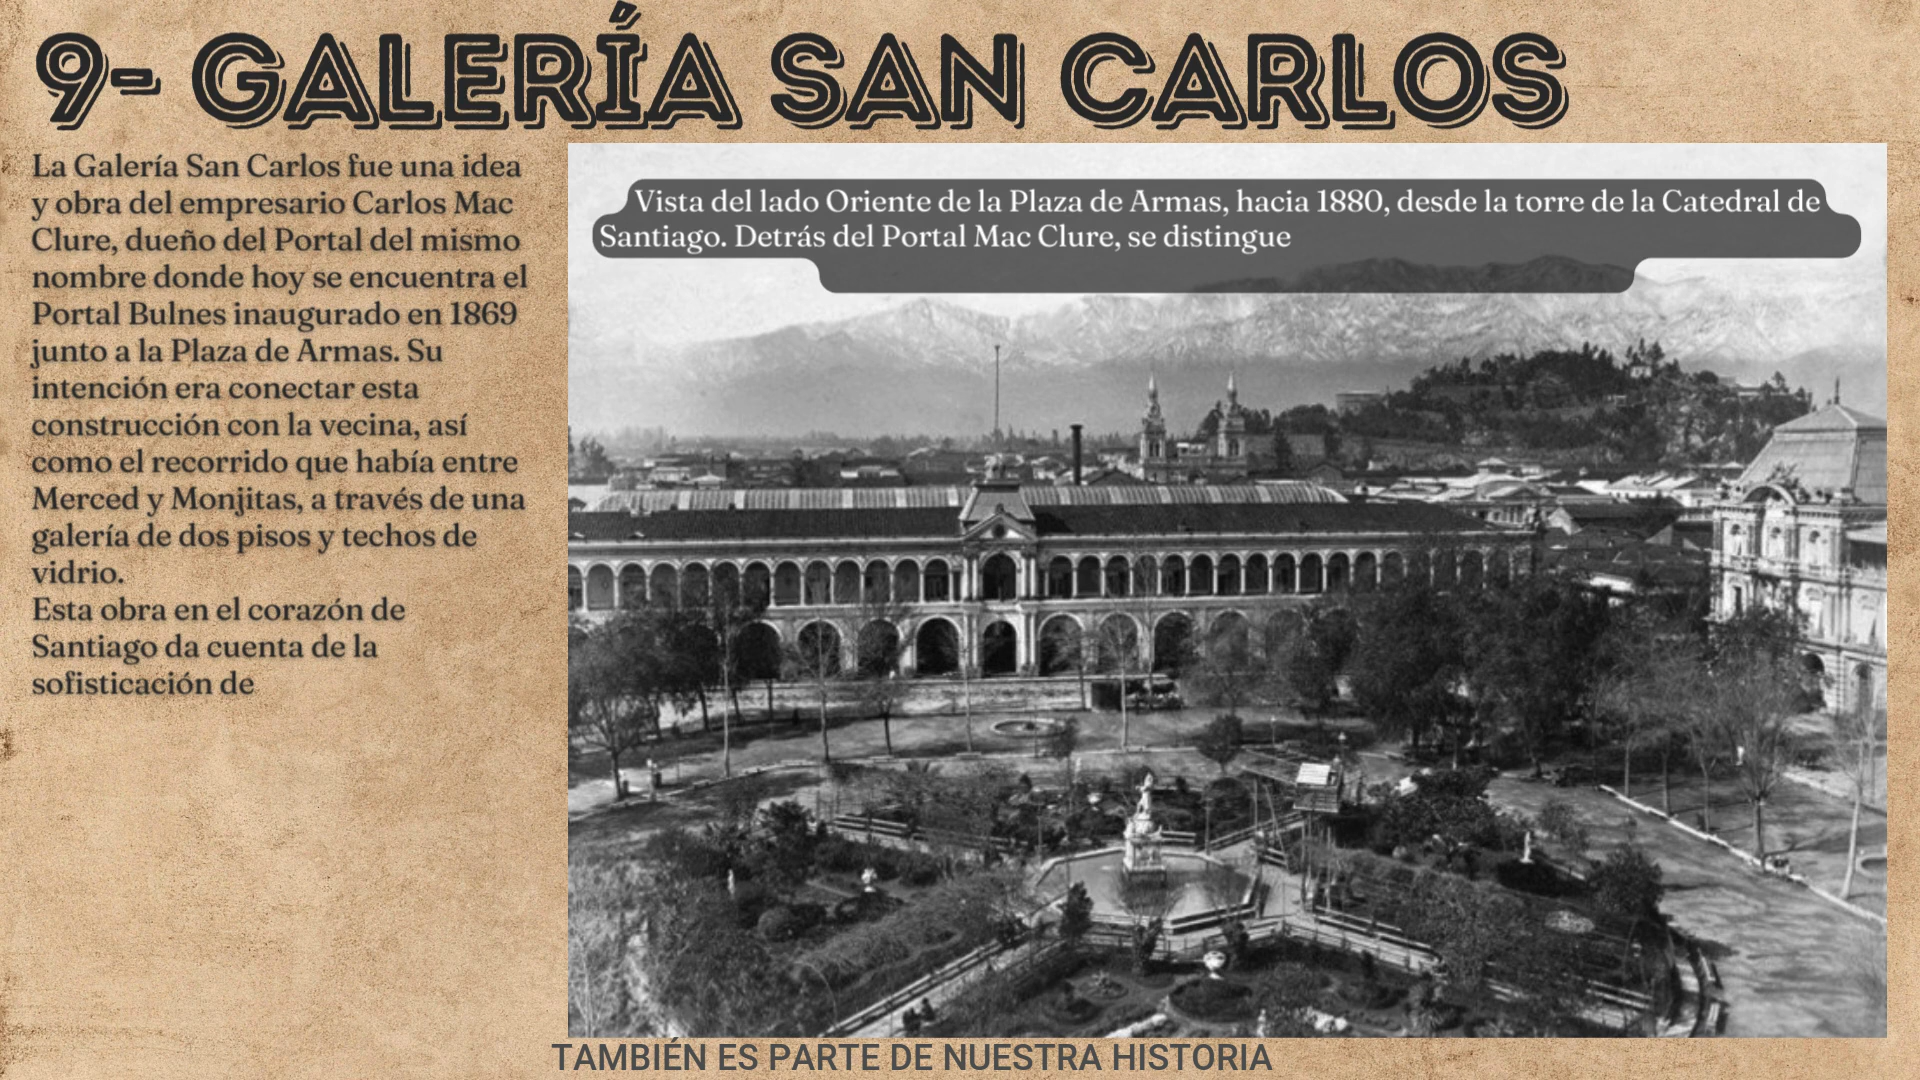 9- GALERÍA SAN CARLOS
La Galería San Carlos fue una idea
y obra del empresario Carlos Mac
Clure, dueño del Portal del mismo
nombre donde hoy se encuentra el
Portal Bulnes inaugurado en 1869
junto a la Plaza de Armas. Su
intención era conectar esta
construcción con la vecina, así
como el recorrido que había entre
Merced y Monjitas, a través de una
galería de dos pisos y techos de
vidrio.
Esta obra en el corazón de
Santiago da cuenta de la
sofisticación de
Vista del lado Oriente de la Plaza de Armas, hacia 1880, desde la torre de la Catedral de
Santiago. Detrás del Portal Mac Clure, se distingue
TAMBIÉN ES PARTE DE NUESTRA HISTORIA